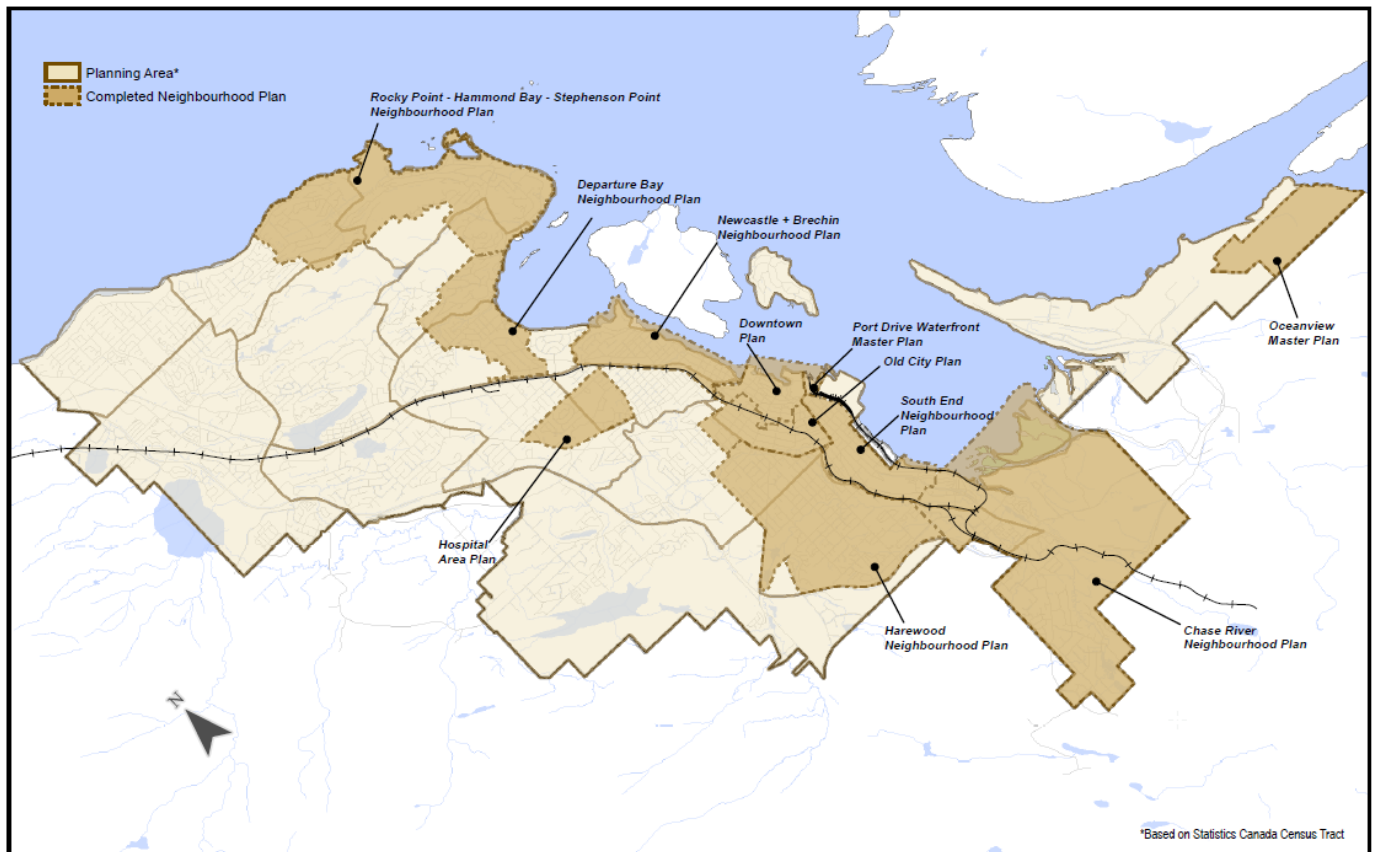 Planning Area*
Completed Neighbourhood Plan
Rocky Point - Hammond Bay - Stephenson Point
Neighbourhood Plan
Departure Bay
Neighbourhood Plan
Newcastle + Brechin
Neighbourhood Plan
Downtown
Plan
Port Drive Waterfront
Master Plan
Old City Plan
South End
Neighbourhood
Plan
Oceanview
Master Plan
Hospital
Area Plan
Harewood
Neighbourhood Plan
Chase River
Neighbourhood Plan
N
*Based on Statistics Canada Census Tract